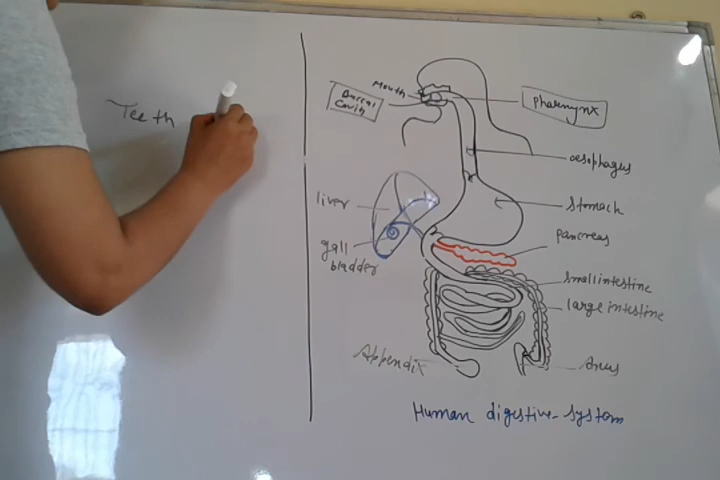 Teeth
Mouth
Buccal
Cavity
Pharnynx
oesophagus
liver
Stomach
gall
bladder
pancreas
small intestine
large intestine
Appendix
Anus
Human digestive-system